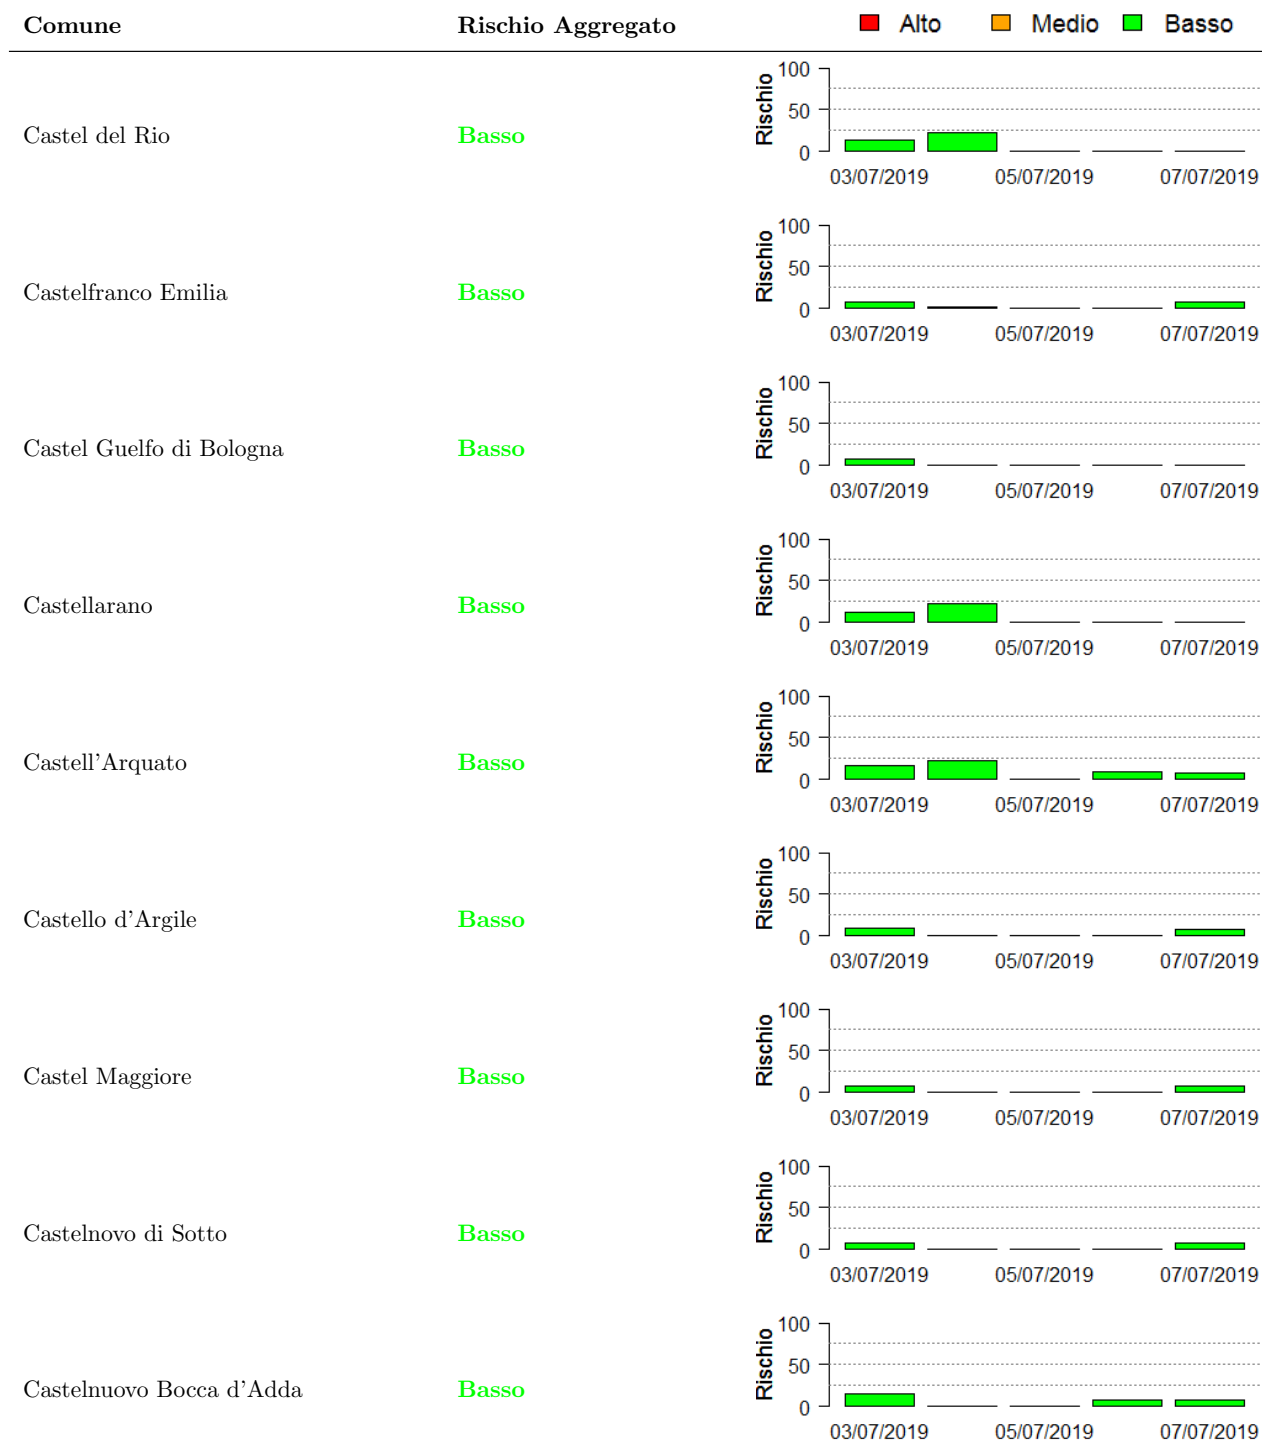 Comune Rischio Aggregato Alto Medio Basso
Castel del Rio Basso
Rischio
100
50
0
03/07/2019 05/07/2019 07/07/2019
Castelfranco Emilia Basso
Rischio
100
50
0
03/07/2019 05/07/2019 07/07/2019
Castel Guelfo di Bologna Basso
Rischio
100
50
0
03/07/2019 05/07/2019 07/07/2019
Castellarano Basso
Rischio
100
50
0
03/07/2019 05/07/2019 07/07/2019
Castell'Arquato Basso
Rischio
100
50
0
03/07/2019 05/07/2019 07/07/2019
Castello d'Argile Basso
Rischio
100
50
0
03/07/2019 05/07/2019 07/07/2019
Castel Maggiore Basso
Rischio
100
50
0
03/07/2019 05/07/2019 07/07/2019
Castelnovo di Sotto Basso
Rischio
100
50
0
03/07/2019 05/07/2019 07/07/2019
Castelnuovo Bocca d'Adda Basso
Rischio
100
50
0
03/07/2019 05/07/2019 07/07/2019